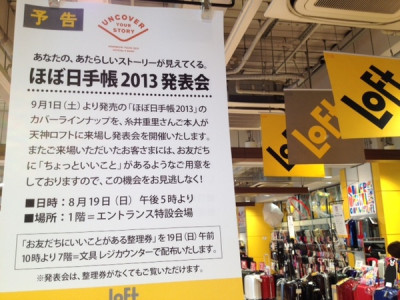 予告
UNCOVER
YOUR
STORY
あなたの、あたらしいストーリーが見えてくる。
ほぼ日手帳2013発表会
9月1日(土)より発売の「ほぼ日手帳2013」の
カバーラインナップを、糸井重里さんご本人が
天神ロフトに来場し発表会を開催いたします。
またご来場いただいたお客さまには、お友だち
に「ちょっといいこと」があるようなご用意を
しておりますので、この機会をお見逃しなく!
■日時:8月19日(日) 午後5時より
■場所:1階=エントランス特設会場
「お友だちにいいことがある整理券」を19日(日)午前
10時より7階=文具レジカウンターで配布いたします。
※発表会は、整理券がなくてもご覧いただけます。
Loft
LOFT
LOFT